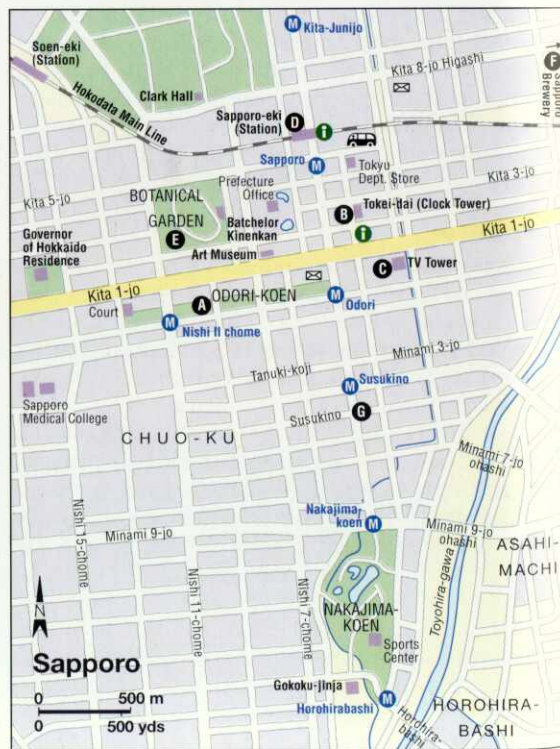 Soen-eki
(Station)
M
Kita-Junijo
Kita 8-jo Higashi
F
Sapporo
Brewery
Hokodata Main Line
Clark Hall
Sapporo-eki
(Station)
D
i
Sapporo
M
Tokyu
Dept. Store
Kita 3-jo
Kita 5-jo
BOTANICAL
GARDEN
Prefecture
Office
B
Tokei-dai (Clock Tower)
Batchelor
Kinenkan
E
i
Kita 1-jo
Governor
of Hokkaido
Residence
Art Museum
C
TV Tower
Kita 1-jo
A
ODORI-KOEN
M
Odori
Court
M
Nishi II chome
Minami 3-jo
Tanuki-koji
M
Susukino
Sapporo
Medical College
Susukino
G
CHUO-KU
Minami 7-jo
ohashi
Nakajima-
koen
M
Minami 9-jo
Minami 9-jo
ohashi
Nishi 15-chome
Nishi 11-chome
Nishi 7-chome
Toyohira-gawa
ASAHI-
MACHI
N
NAKAJIMA-
KOEN
Sports
Center
Sapporo
0 500 m
0 500 yds
Gokoku-jinja
M
Horohirabashi
Horohira-
bashi
HOROHIRA-
BASHI